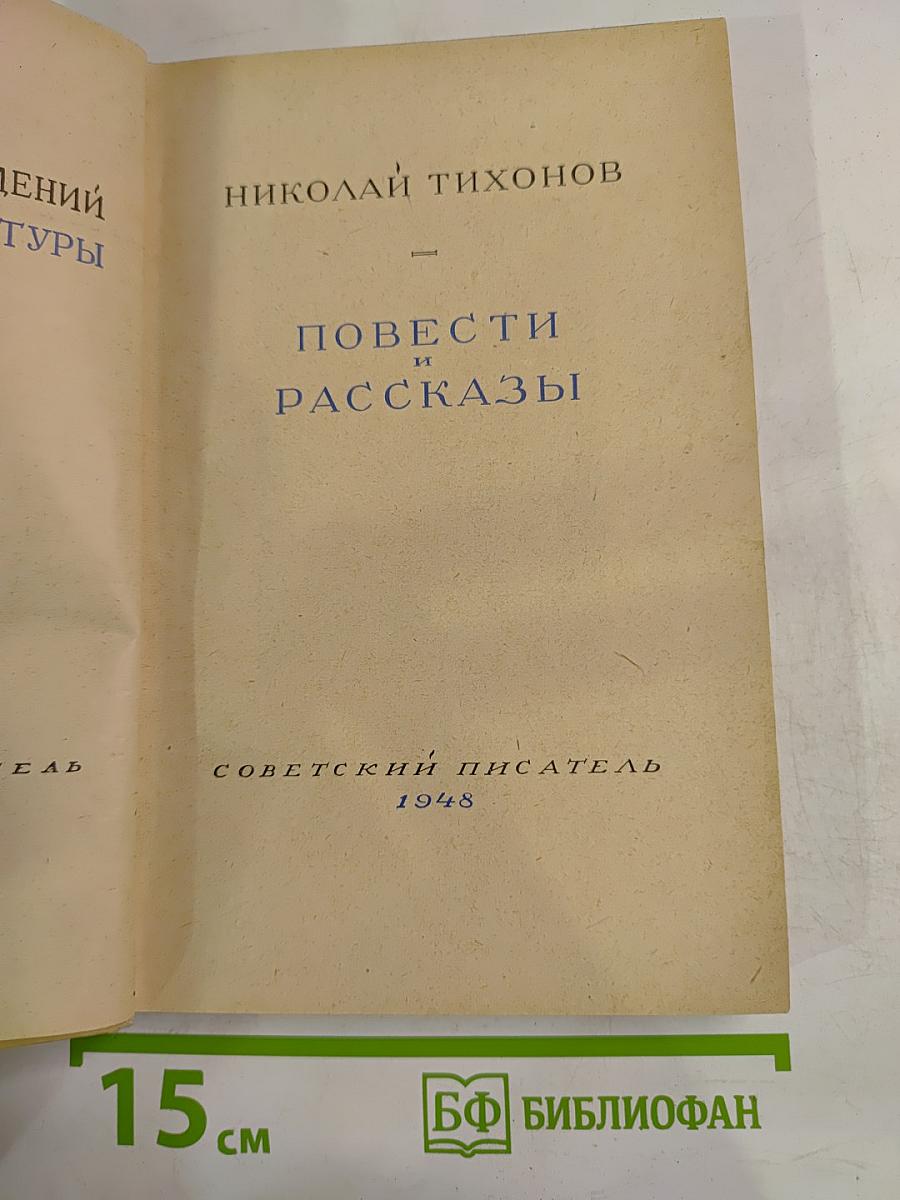 НИКОЛАЙ ТИХОНОВ
ПОВЕСТИ
и
РАССКАЗЫ
СОВЕТСКИЙ ПИСАТЕЛЬ
1948
ДЕНИЙ
ТУРЫ
ТЕЛЬ
15 см
БФ БИБЛИОФАН